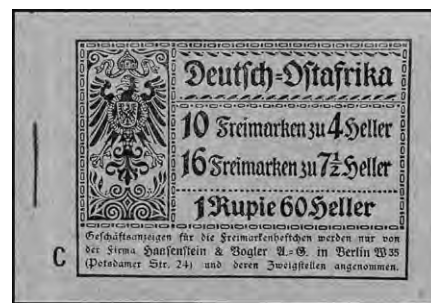 Deutsch=Ostafrika
10 Freimarken zu 4 Heller
16 Freimarken zu 7½ Heller
1 Rupie 60 Heller
Geschäftsanzeigen für die Freimarkenheftchen werden nur von
der Firma Haasenstein & Vogler A.=G. in Berlin W35
(Potsdamer Str. 24) und deren Zweigstellen angenommen.
C